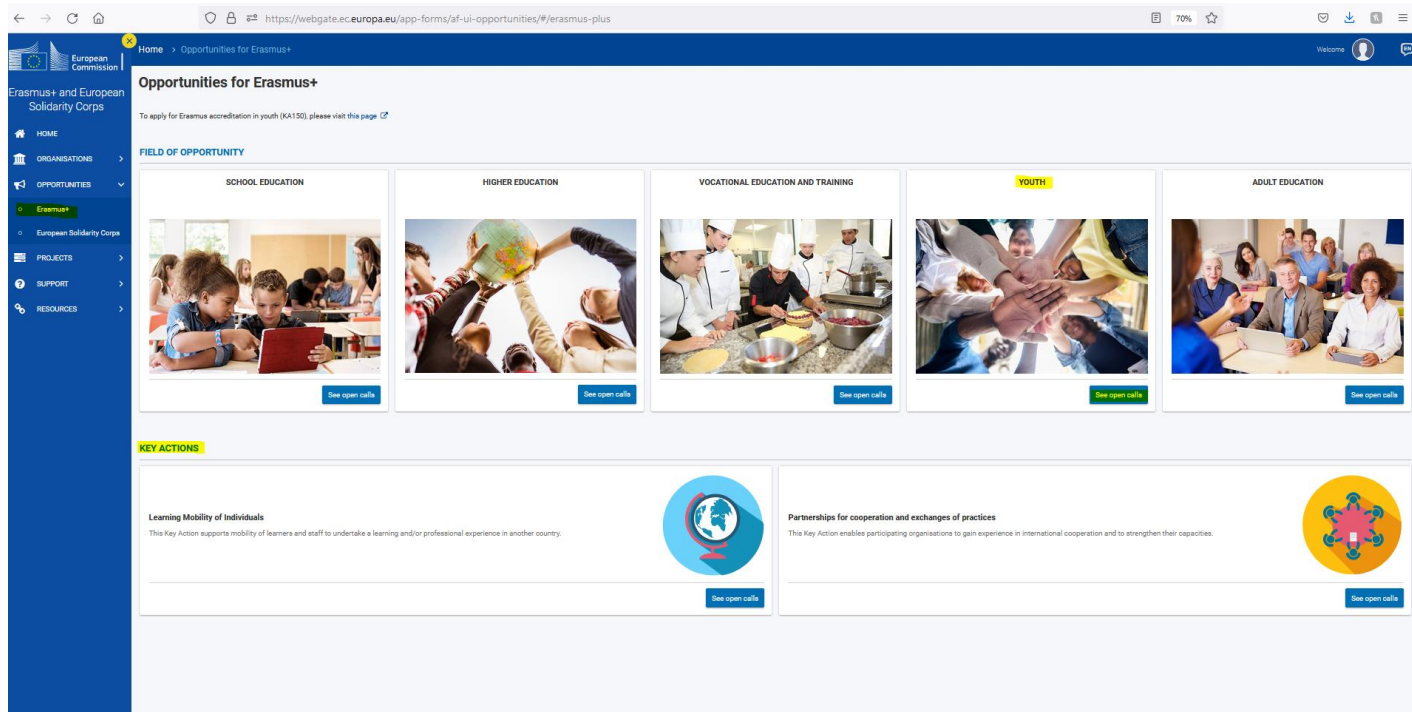 https://webgate.ec.europa.eu/app-forms/af-ui-opportunities/#/erasmus-plus
70%
European
Commission
Home > Opportunities for Erasmus+
Welcome
EN
Erasmus+ and European
Solidarity Corps
HOME
ORGANISATIONS
OPPORTUNITIES
Erasmus+
European Solidarity Corps
PROJECTS
SUPPORT
RESOURCES
Opportunities for Erasmus+
To apply for Erasmus accreditation in youth (KA150), please visit this page
FIELD OF OPPORTUNITY
SCHOOL EDUCATION
HIGHER EDUCATION
VOCATIONAL EDUCATION AND TRAINING
YOUTH
ADULT EDUCATION
See open calls
See open calls
See open calls
See open calls
See open calls
KEY ACTIONS
Learning Mobility of Individuals
This Key Action supports mobility of learners and staff to undertake a learning and/or professional experience in another country.
See open calls
Partnerships for cooperation and exchanges of practices
This Key Action enables participating organisations to gain experience in international cooperation and to strengthen their capacities.
See open calls